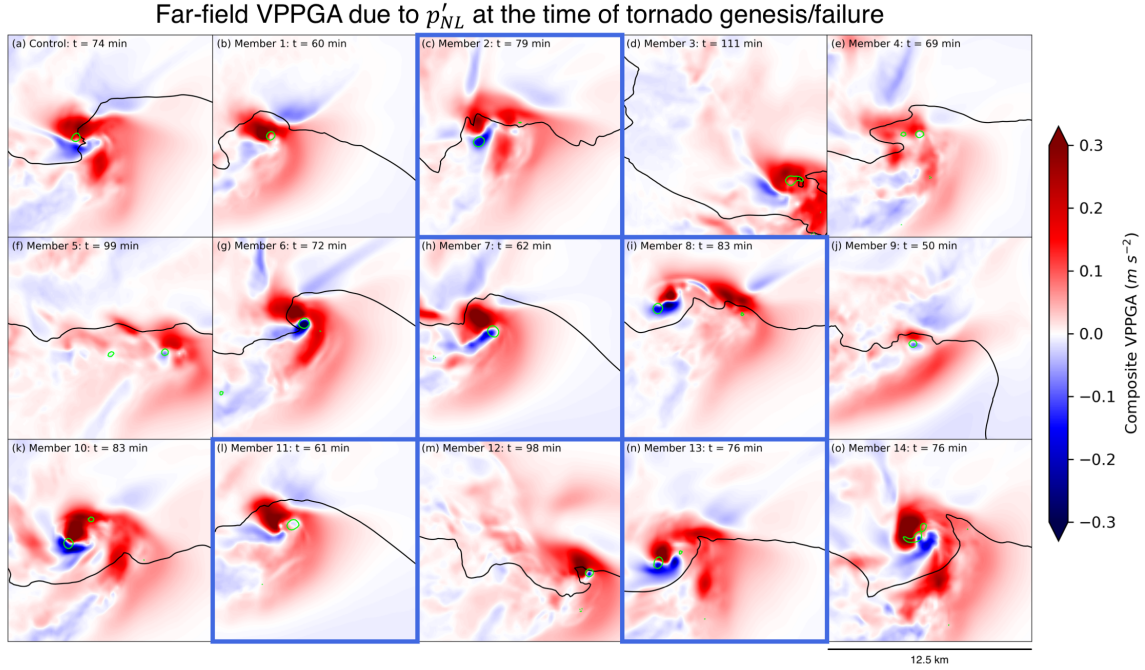 Far-field VPPGA due to p′NL at the time of tornado genesis/failure
(a) Control: t = 74 min
(b) Member 1: t = 60 min
(c) Member 2: t = 79 min
(d) Member 3: t = 111 min
(e) Member 4: t = 69 min
(f) Member 5: t = 99 min
(g) Member 6: t = 72 min
(h) Member 7: t = 62 min
(i) Member 8: t = 83 min
(j) Member 9: t = 50 min
(k) Member 10: t = 83 min
(l) Member 11: t = 61 min
(m) Member 12: t = 98 min
(n) Member 13: t = 76 min
(o) Member 14: t = 76 min
0.3
0.2
0.1
0.0
−0.1
−0.2
−0.3
Composite VPPGA (m s⁻²)
12.5 km